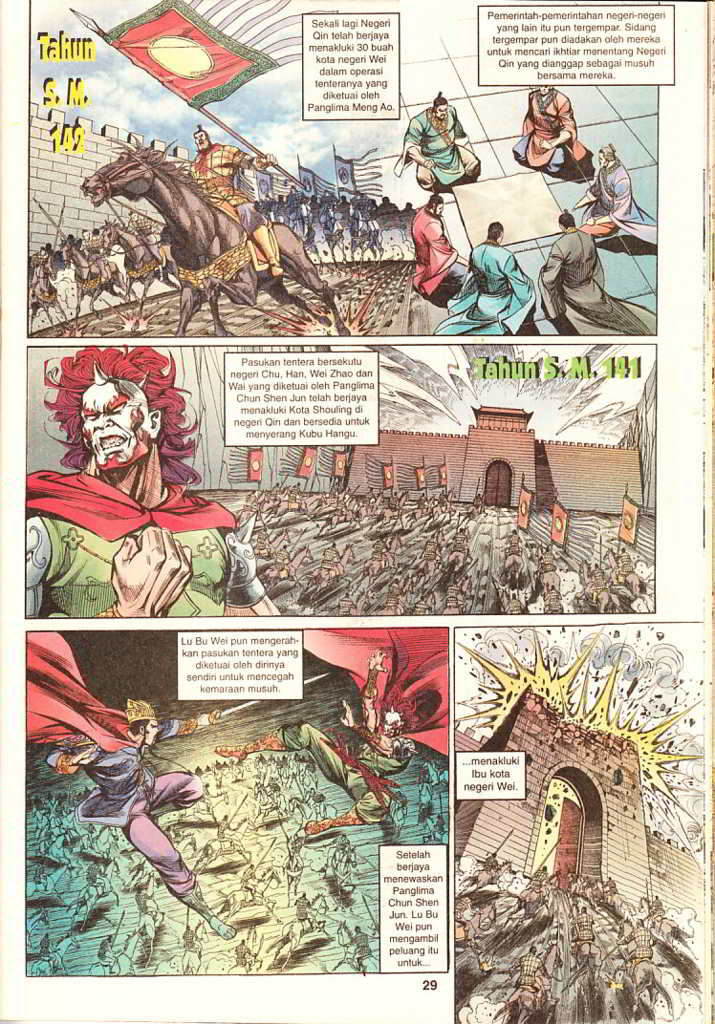 Tahun
S. M.
142
Sekali lagi Negeri
Qin telah berjaya
menakluki 30 buah
kota negeri Wei
dalam operasi
tenteranya yang
diketuai oleh
Panglima Meng Ao.
Pemerintah-pemerintahan negeri-negeri
yang lain itu pun tergempar. Sidang
tergempar pun diadakan oleh mereka
untuk mencari ikhtiar menentang Negeri
Qin yang dianggap sebagai musuh
bersama mereka.
Pasukan tentera bersekutu
negeri Chu, Han, Wei Zhao dan
Wai yang diketuai oleh Panglima
Chun Shen Jun telah berjaya
menakluki Kota Shouling di
negeri Qin dan bersedia untuk
menyerang Kubu Hangu.
Tahun S. M. 141
Lu Bu Wei pun mengerah-
kan pasukan tentera yang
diketuai oleh dirinya
sendiri untuk mencegah
kemaraan musuh.
Setelah
berjaya
menewaskan
Panglima
Chun Shen
Jun. Lu Bu
Wei pun
mengambil
peluang itu
untuk...
...menakluki
Ibu kota
negeri Wei.
29